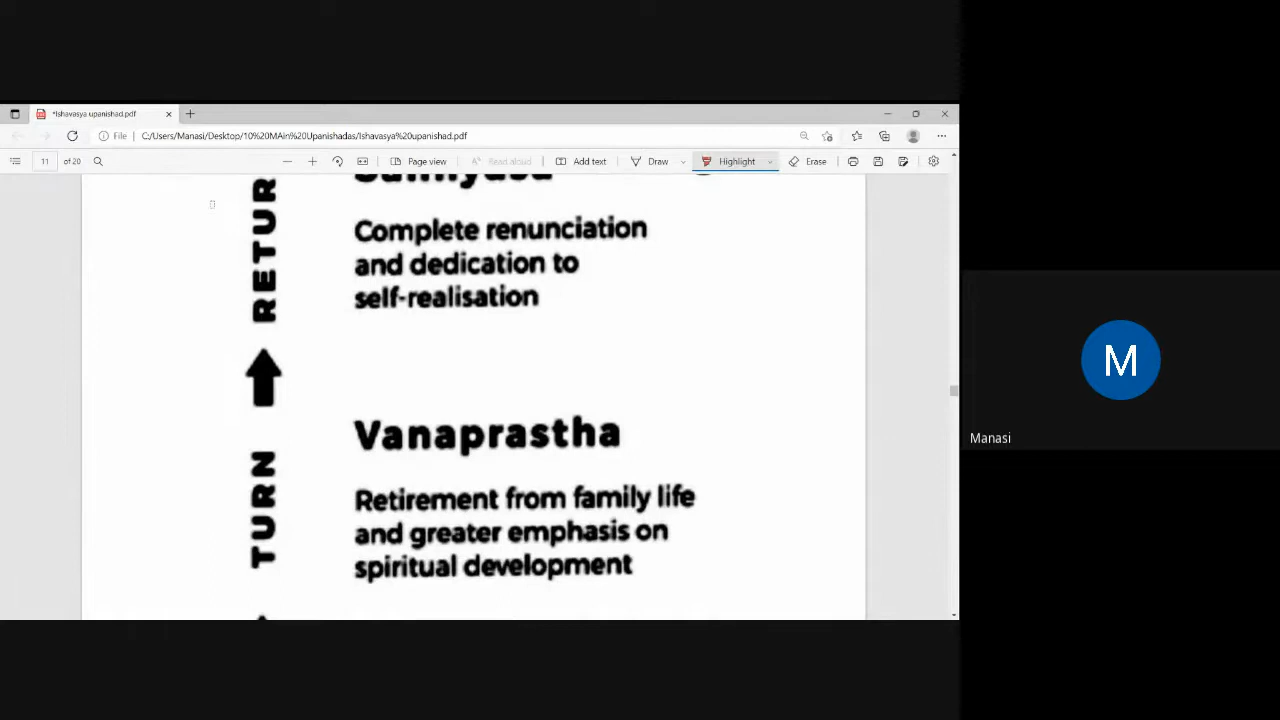 *Ishavasya upanishad.pdf
File
C:/Users/Manasi/Desktop/10%20MAin%20Upanishadas/Ishavasya%20upanishad.pdf
11 of 20
Page view
Read aloud
Add text
Draw
Highlight
Erase
Complete renunciation
and dedication to
self-realisation
RETUR
Vanaprastha
Retirement from family life
and greater emphasis on
spiritual development
TURN
M
Manasi